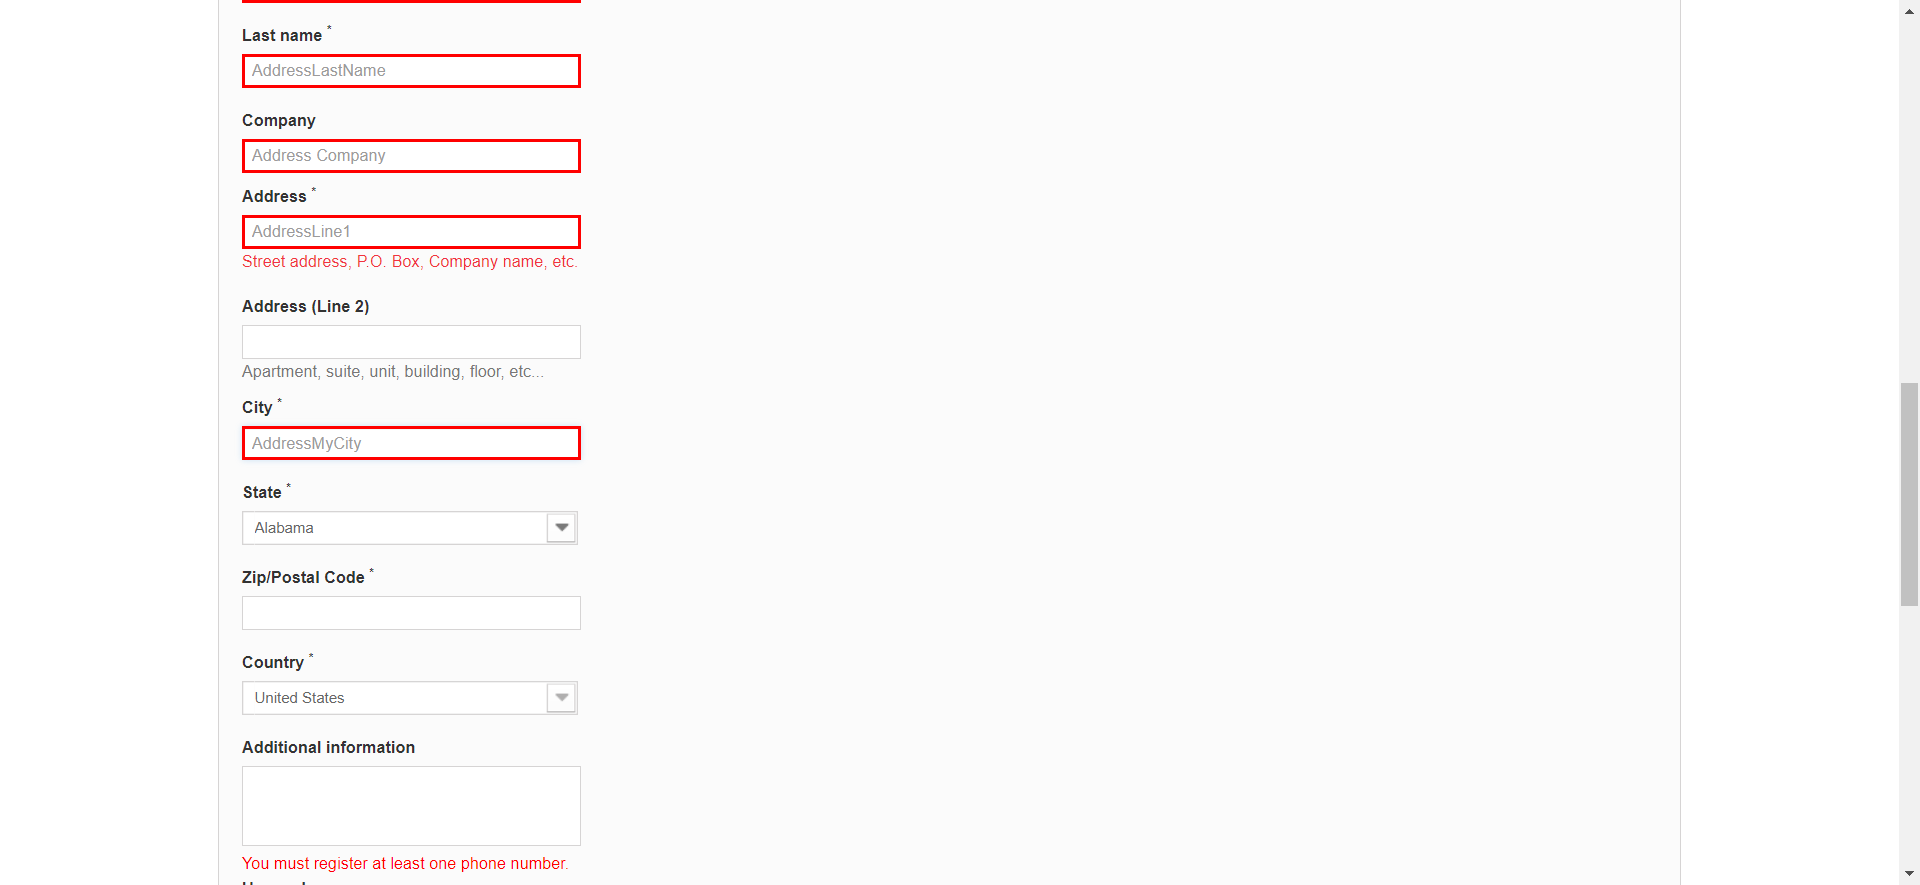 Last name *
AddressLastName
Company
Address Company
Address *
AddressLine1
Street address, P.O. Box, Company name, etc.
Address (Line 2)
Apartment, suite, unit, building, floor, etc...
City *
AddressMyCity
State *
Alabama
Zip/Postal Code *
Country *
United States
Additional information
You must register at least one phone number.